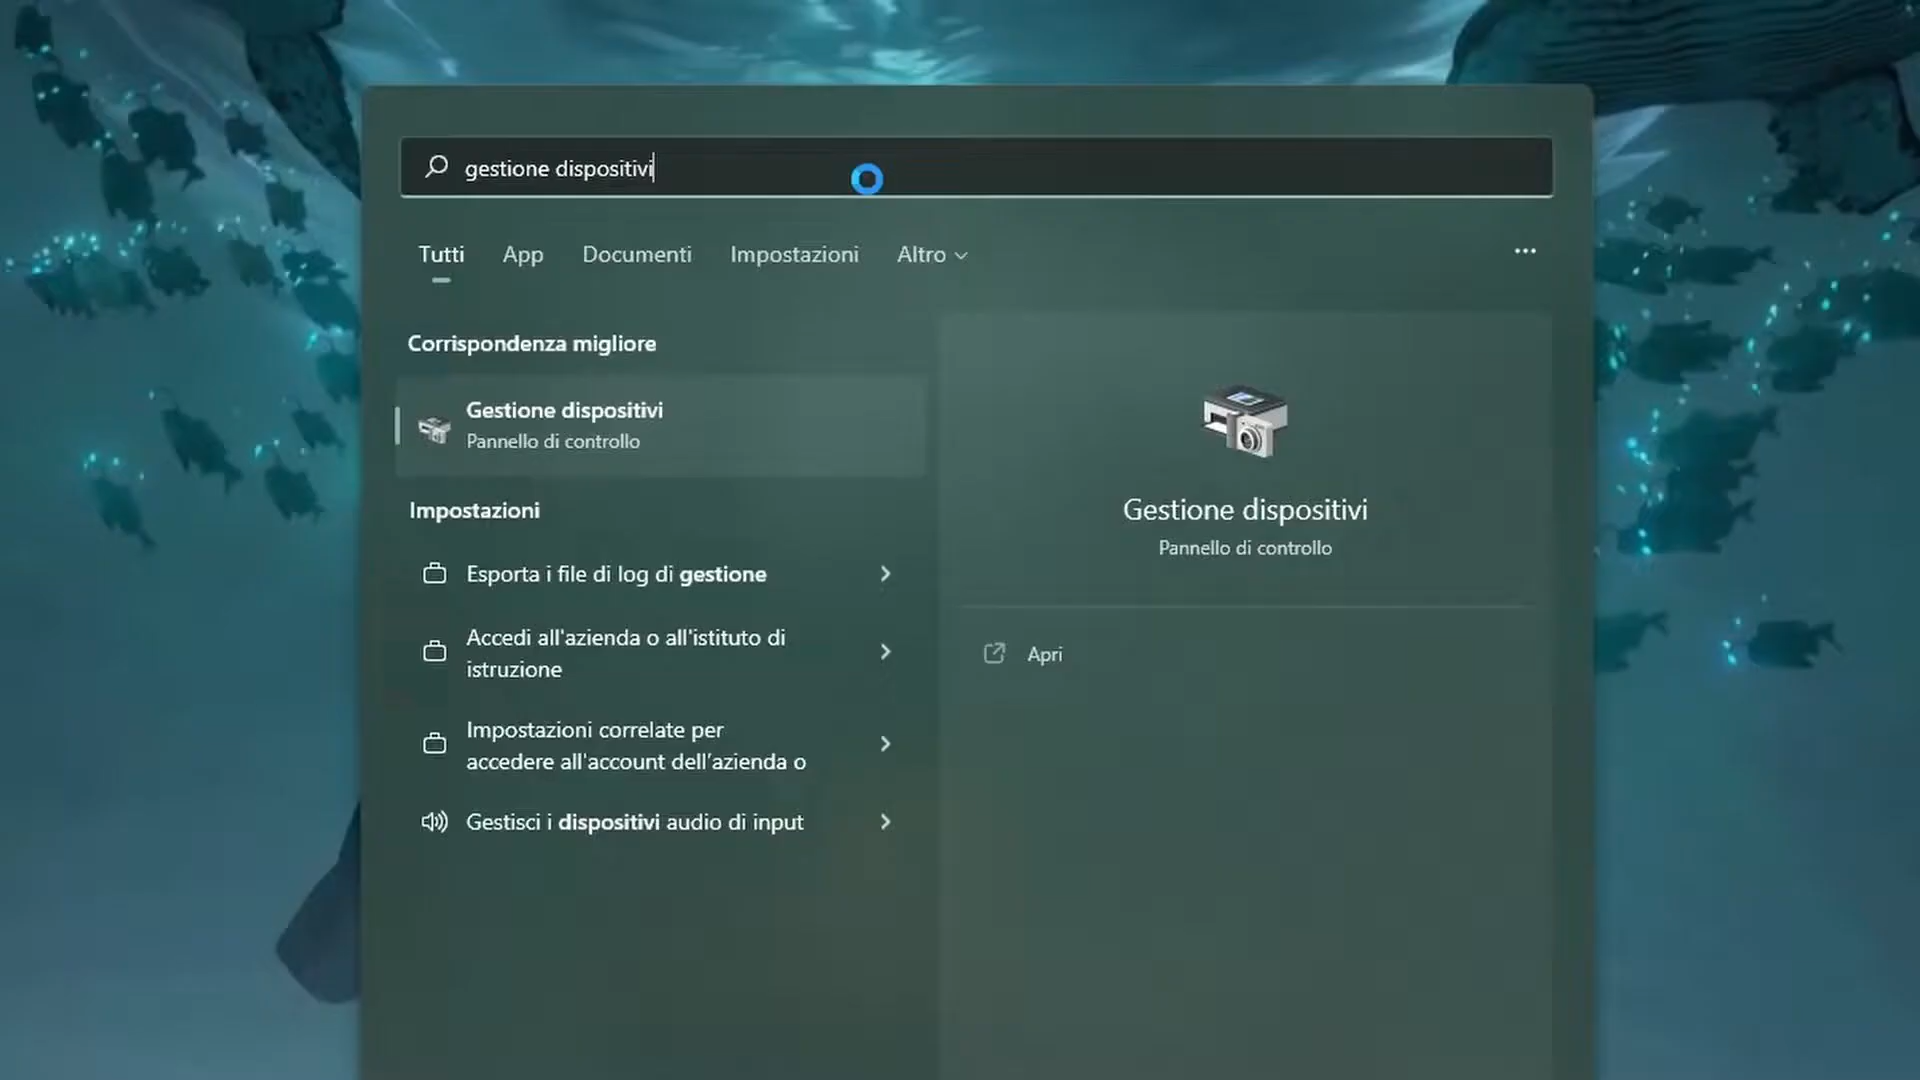 gestione dispositivi
Tutti App Documenti Impostazioni Altro
Corrispondenza migliore
Gestione dispositivi
Pannello di controllo
Impostazioni
Esporta i file di log di gestione
Accedi all'azienda o all'istituto di
istruzione
Impostazioni correlate per
accedere all'account dell'azienda o
Gestisci i dispositivi audio di input
Gestione dispositivi
Pannello di controllo
Apri